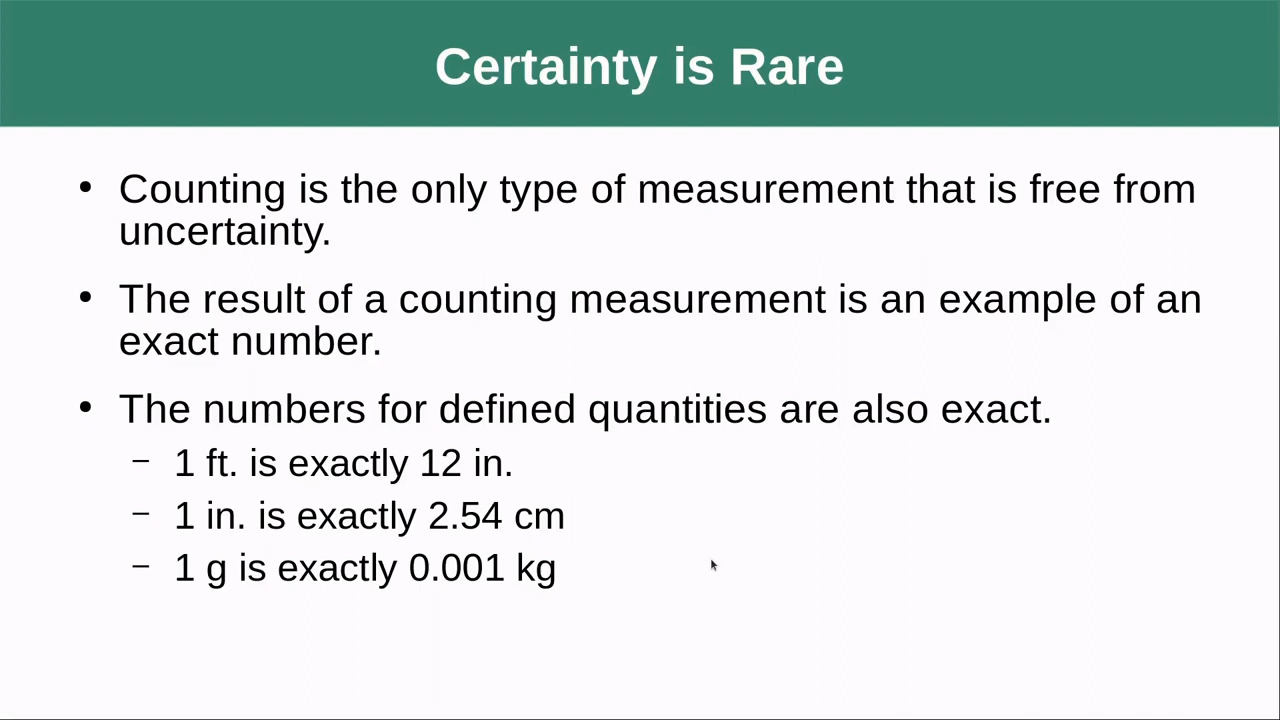 Certainty is Rare
• Counting is the only type of measurement that is free from
uncertainty.
• The result of a counting measurement is an example of an
exact number.
• The numbers for defined quantities are also exact.
– 1 ft. is exactly 12 in.
– 1 in. is exactly 2.54 cm
– 1 g is exactly 0.001 kg